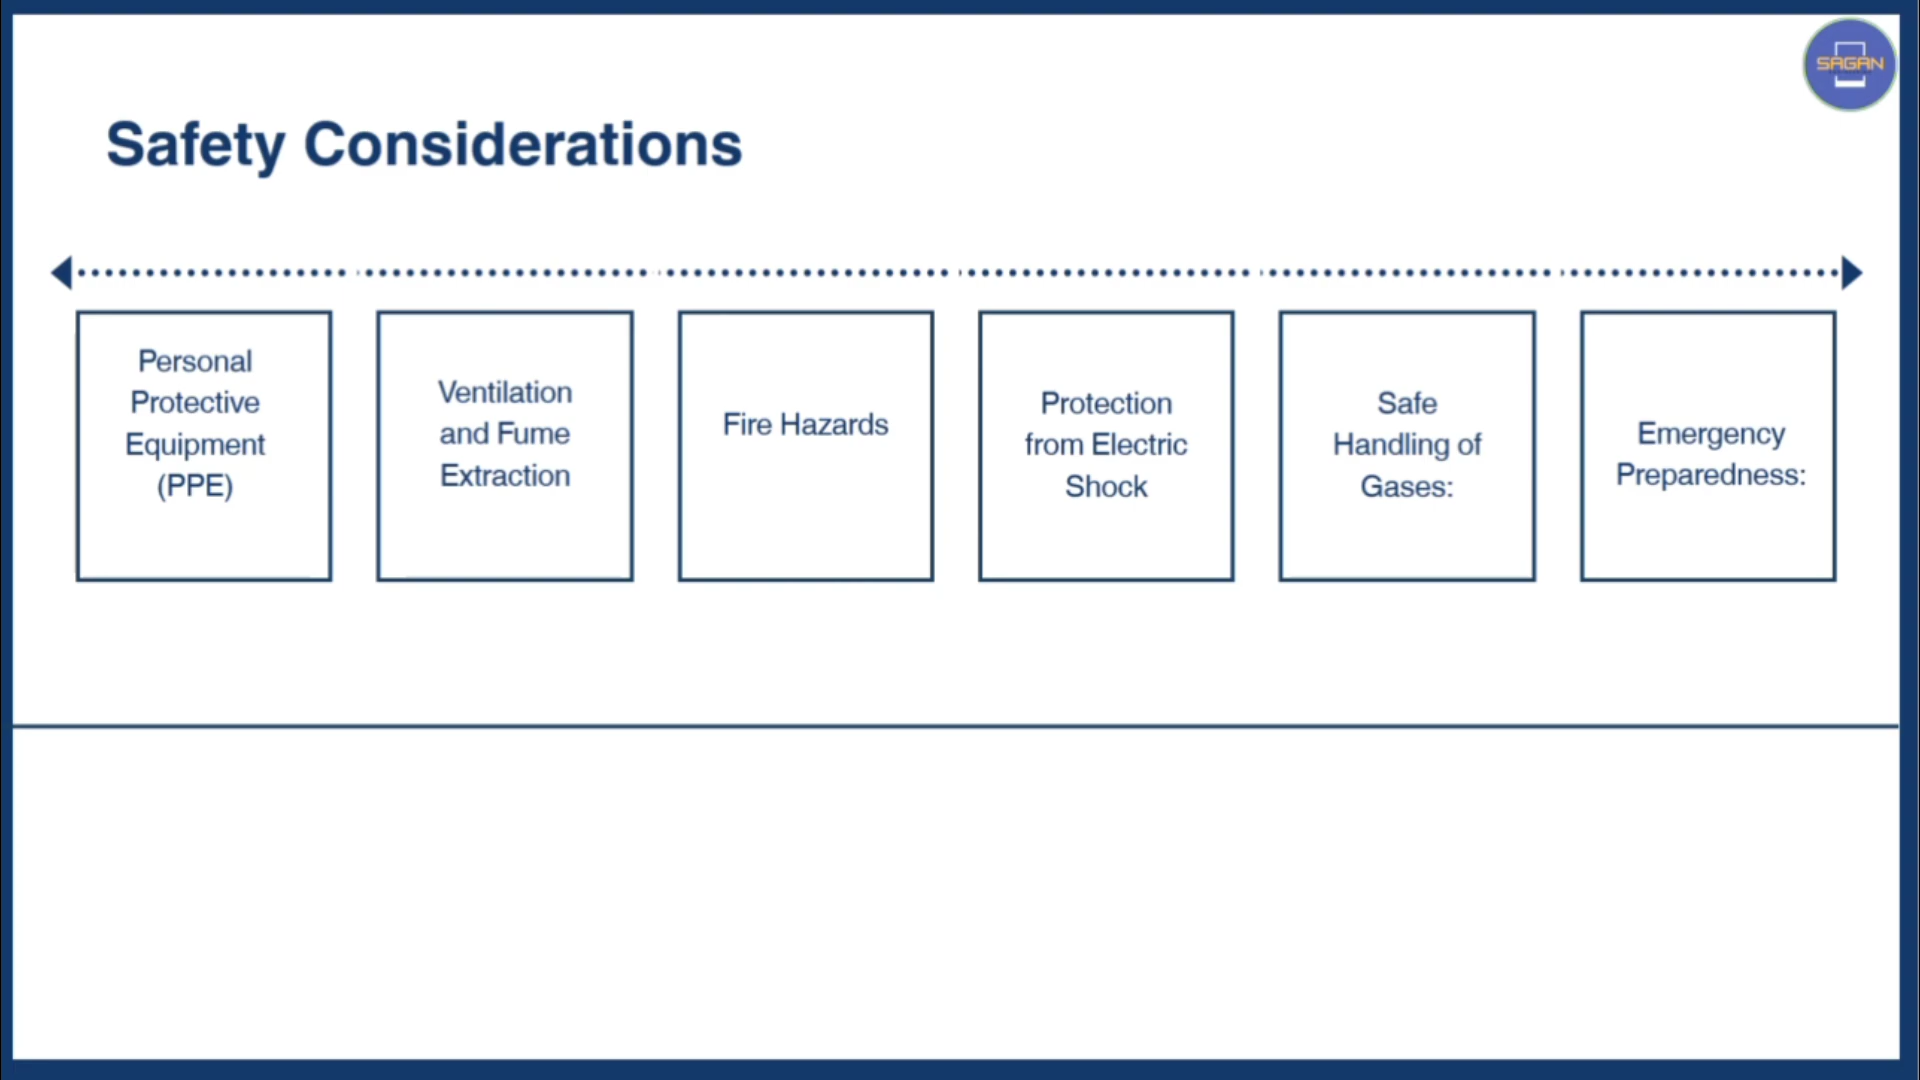 SAGAN
Safety Considerations
Personal
Protective
Equipment
(PPE)
Ventilation
and Fume
Extraction
Fire Hazards
Protection
from Electric
Shock
Safe
Handling of
Gases:
Emergency
Preparedness: